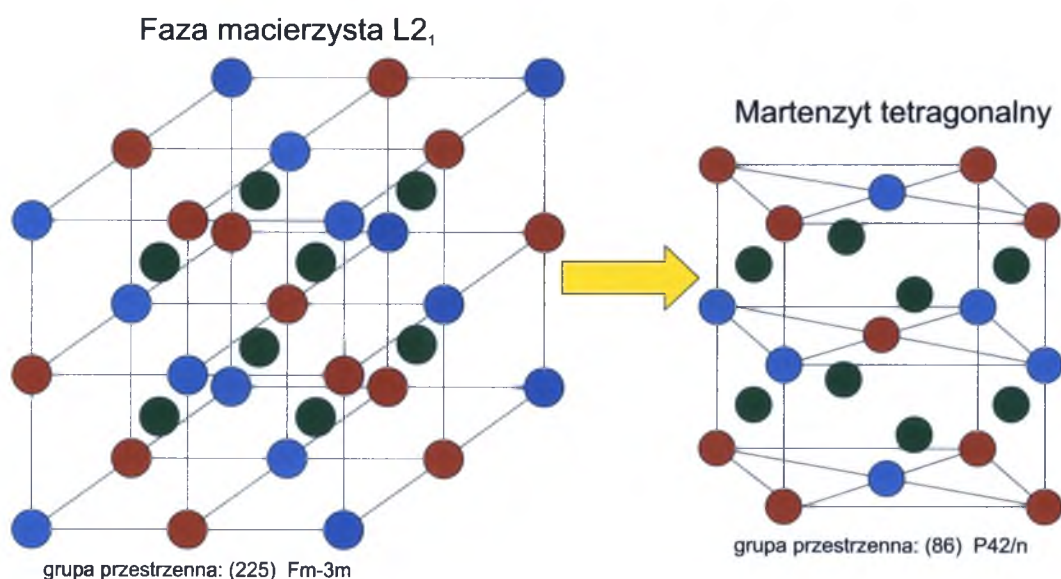 Faza macierzysta L2₁
Martenzyt tetragonalny
grupa przestrzenna: (225) Fm-3m
grupa przestrzenna: (86) P42/n